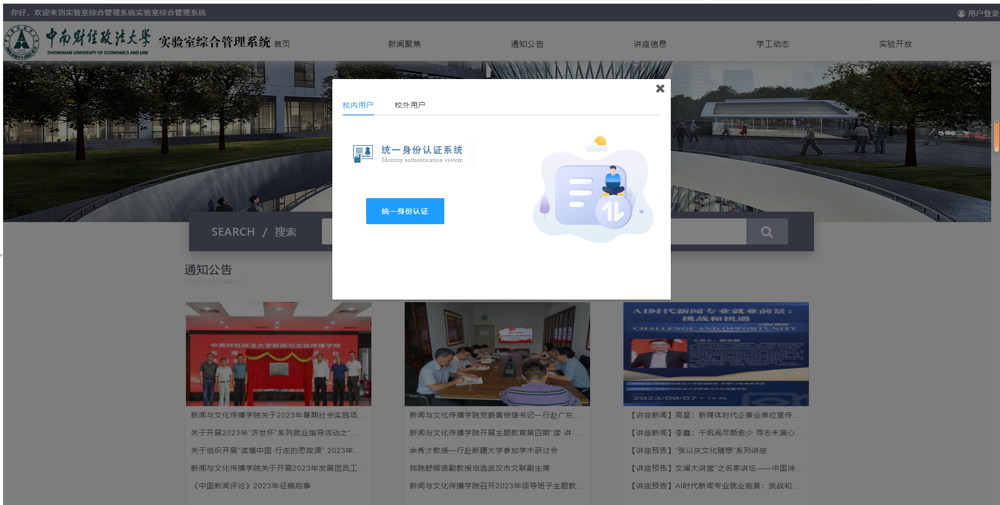 你好，欢迎来到实验室综合管理系统实验室综合管理系统
用户登录
中南财经政法大学
ZHONGNAN UNIVERSITY OF ECONOMICS AND LAW
实验室综合管理系统
首页
新闻聚焦
通知公告
讲座信息
学工动态
实验开放
校内用户
校外用户
统一身份认证系统
Identity authentication system
统一身份认证
SEARCH / 搜索
通知公告
ANNOUNCEMENT
中南财经政法大学新闻与文化传播学院
AI时代新闻专业就业前景：
挑战和机遇
国际视野
CHALLENGE AND OPPORTUNITY
2023/09/07 14:30
新闻与文化传播学院关于2023年暑期社会实践项...
关于开展2023年“济世杯”系列就业指导活动之“...
关于组织开展“读懂中国·行走的思政课” 2023年...
新闻与文化传播学院关于开展2023年发展团员工...
《中国新闻评论》2023年征稿启事
新闻与文化传播学院党委黄俊雄书记一行赴广东...
新闻与文化传播学院开展主题教育第四期“读·讲·...
余秀才教授一行赴新疆大学参加学术研讨会
我院舒辉波副教授当选武汉市文联副主席
新闻与文化传播学院召开2023年领导班子主题教...
【讲座新闻】高星：新媒体时代企事业单位宣传...
【讲座新闻】李鑫：千帆阅尽颜愈少 寻志未满心...
【讲座预告】“张以庆文化随想”系列讲座
【讲座预告】文澜大讲堂”之名家讲坛——中国诗...
【讲座预告】AI时代新闻专业就业前景：挑战和...